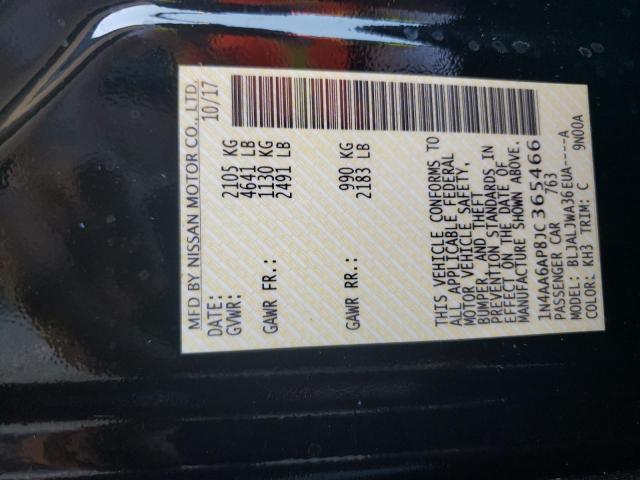 MFD BY NISSAN MOTOR CO., LTD.
DATE: 10/17
GVWR: 2105 KG
4641 LB
GAWR FR.: 1130 KG
2491 LB
GAWR RR.: 990 KG
2183 LB
THIS VEHICLE CONFORMS TO
ALL APPLICABLE FEDERAL
MOTOR VEHICLE SAFETY,
BUMPER, AND THEFT
PREVENTION STANDARDS IN
EFFECT ON THE DATE OF
MANUFACTURE SHOWN ABOVE.
1N4AA6AP8JC365466
PASSENGER CAR 763
MODEL: BLJALJWA36EUA-----A
COLOR: KH3 TRIM: C 9N00A